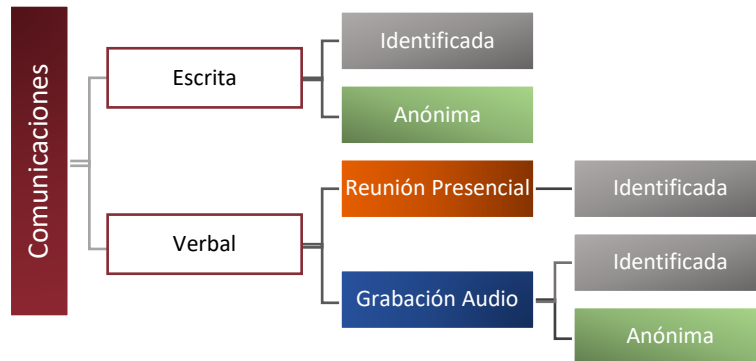 Comunicaciones
Escrita
Identificada
Anónima
Verbal
Reunión Presencial
Identificada
Grabación Audio
Identificada
Anónima